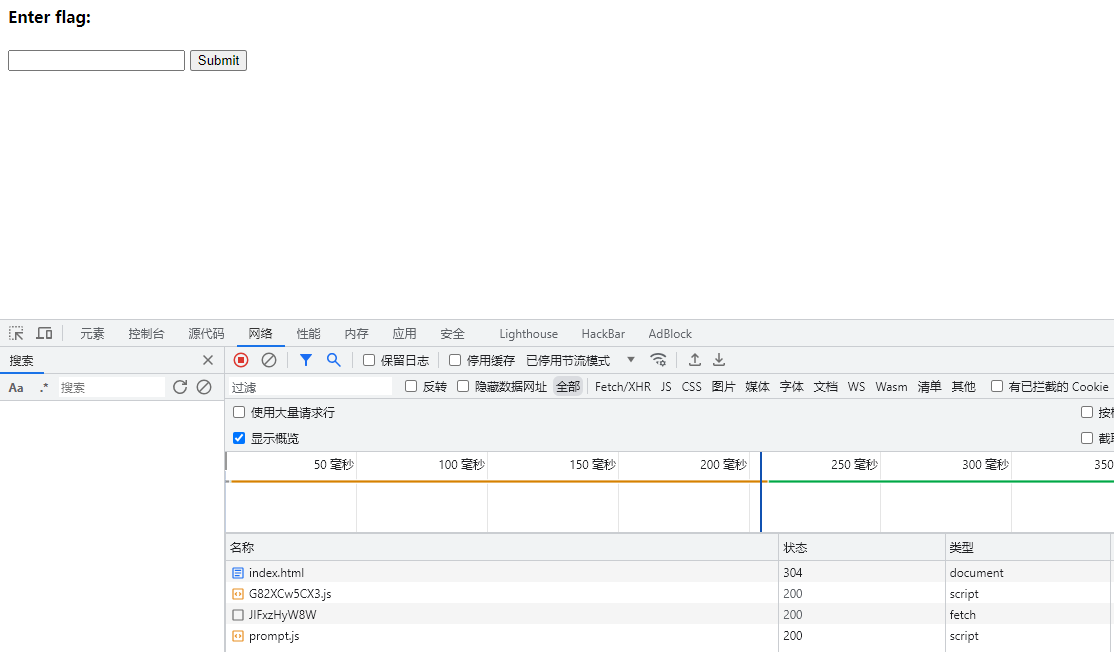 Enter flag:
Submit
元素 控制台 源代码 网络 性能 内存 应用 安全 Lighthouse HackBar AdBlock
搜索
保留日志 停用缓存 已停用节流模式
Aa .* 搜索
过滤 反转 隐藏数据网址 全部 Fetch/XHR JS CSS 图片 媒体 字体 文档 WS Wasm 清单 其他 有已拦截的 Cookie
使用大量请求行 按
显示概览
50 毫秒 100 毫秒 150 毫秒 200 毫秒 250 毫秒 300 毫秒 350
名称 状态 类型
index.html 304 document
G82XCw5CX3.js 200 script
JIFxzHyW8W 200 fetch
prompt.js 200 script